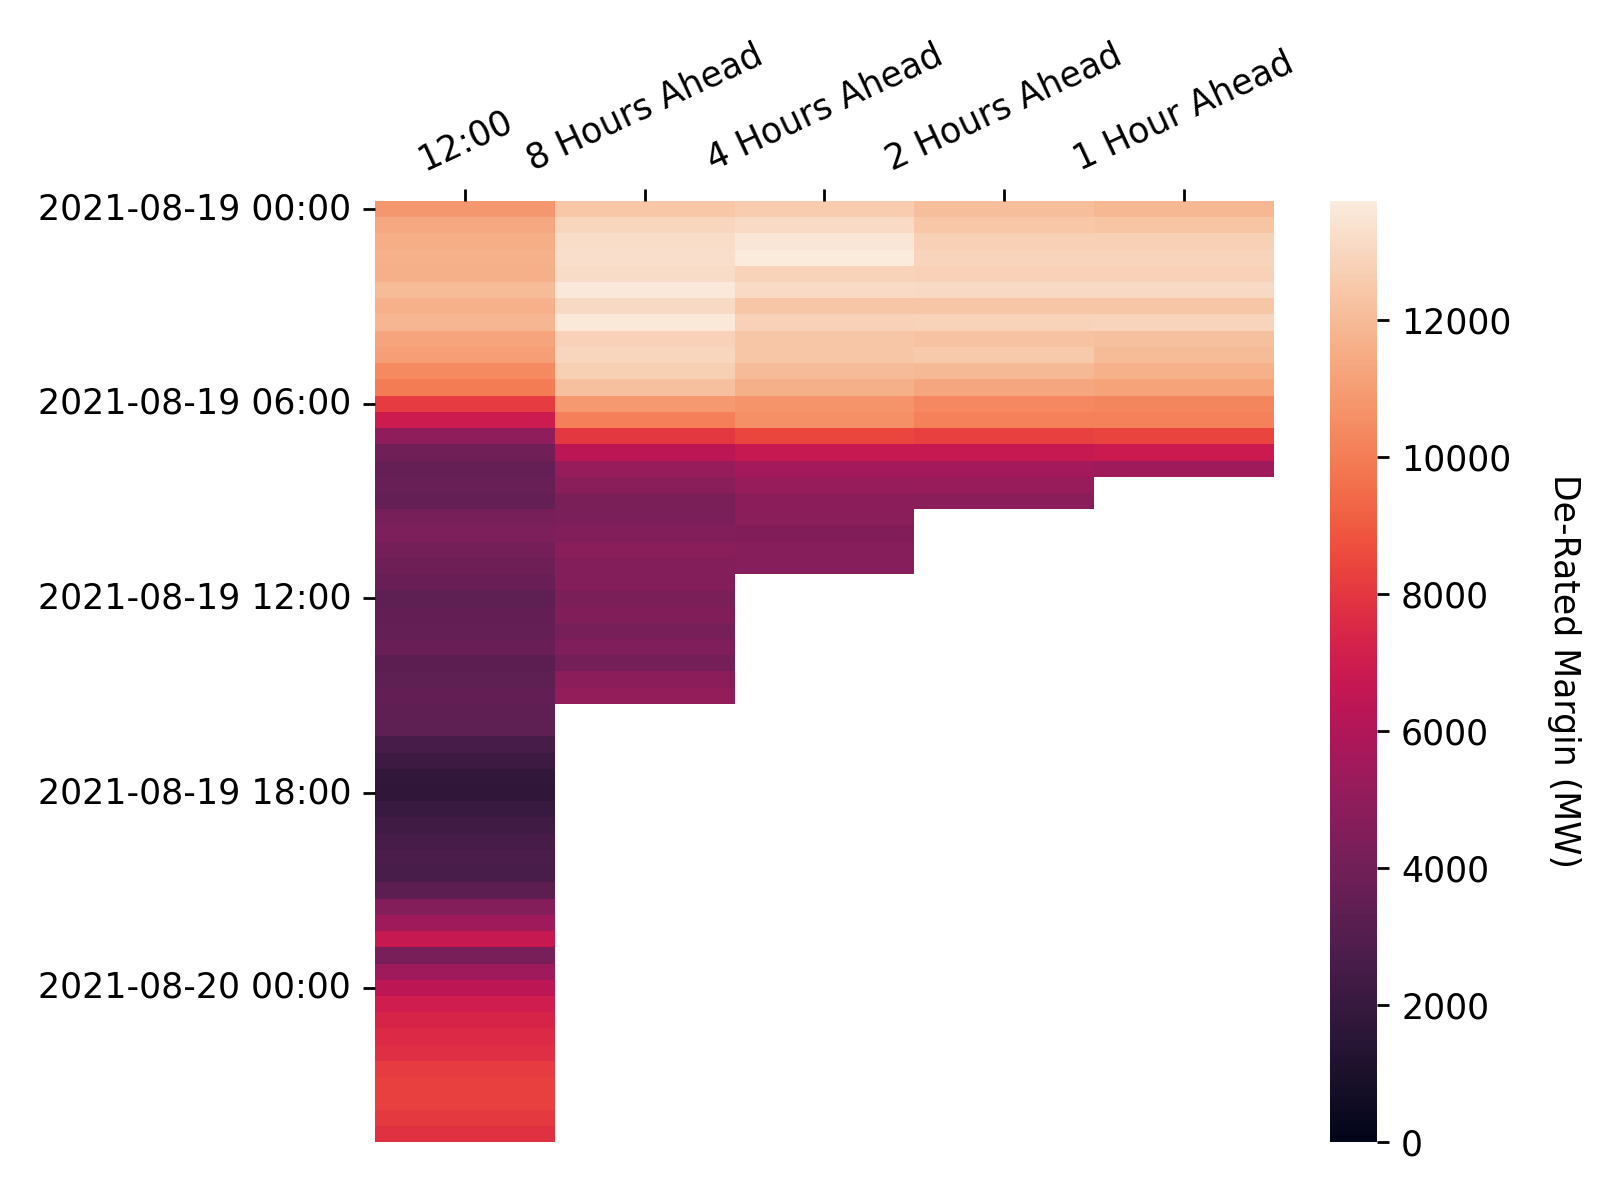 12:00
8 Hours Ahead
4 Hours Ahead
2 Hours Ahead
1 Hour Ahead
2021-08-19 00:00
2021-08-19 06:00
2021-08-19 12:00
2021-08-19 18:00
2021-08-20 00:00
12000
10000
8000
6000
4000
2000
0
De-Rated Margin (MW)